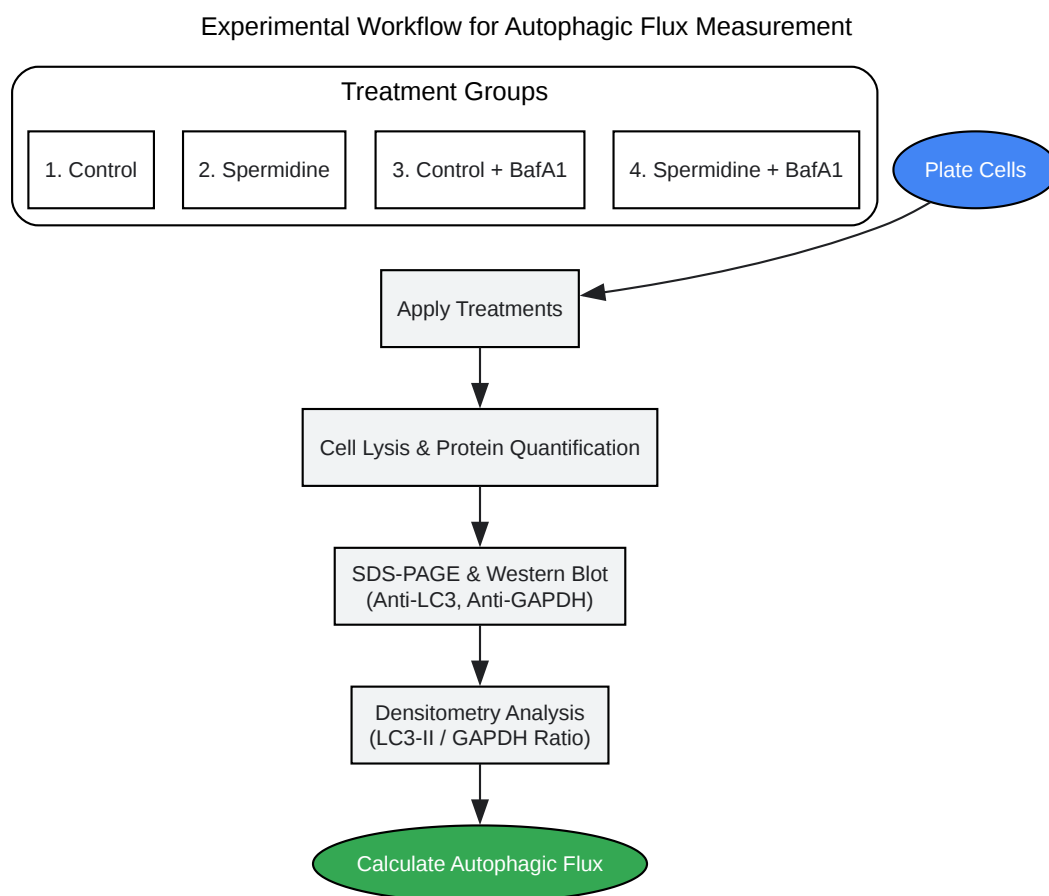 Experimental Workflow for Autophagic Flux Measurement
Treatment Groups
1. Control
2. Spermidine
3. Control + BafA1
4. Spermidine + BafA1
Plate Cells
Apply Treatments
Cell Lysis & Protein Quantification
SDS-PAGE & Western Blot
(Anti-LC3, Anti-GAPDH)
Densitometry Analysis
(LC3-II / GAPDH Ratio)
Calculate Autophagic Flux